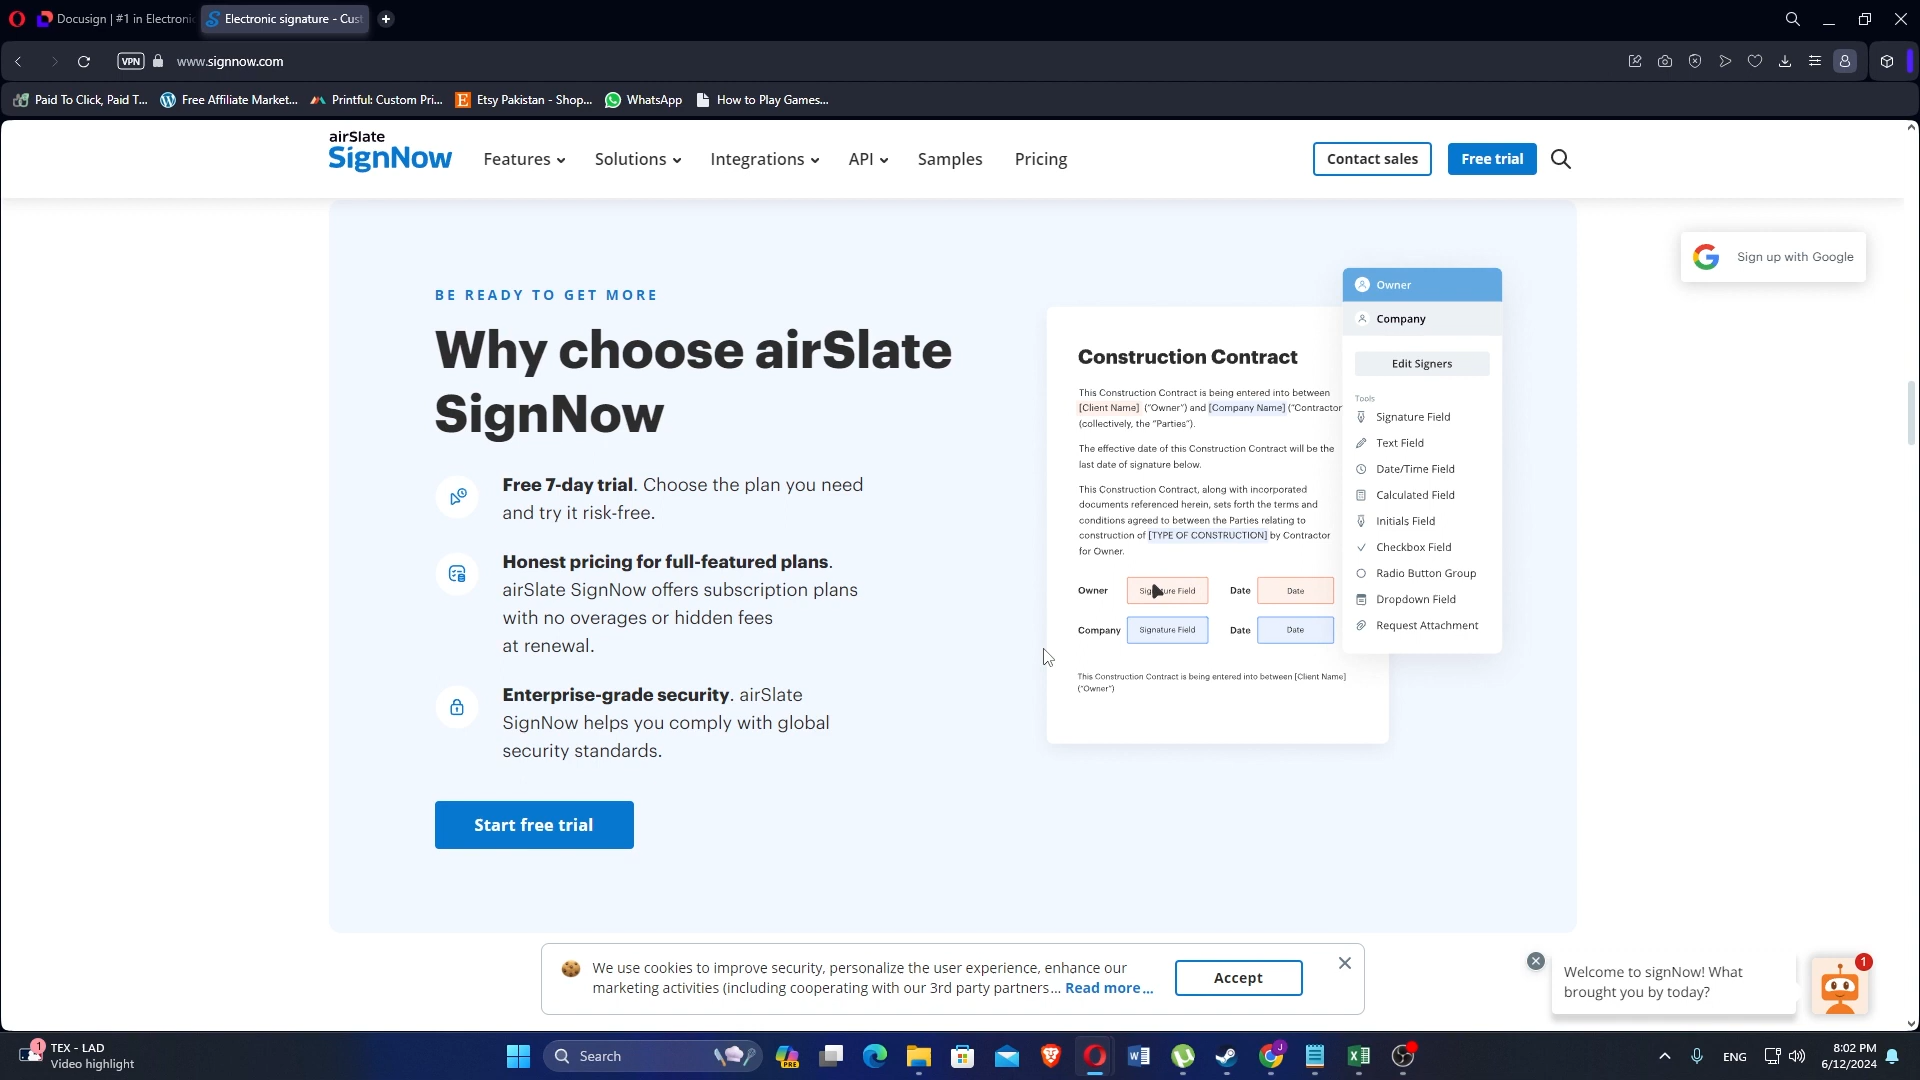 Docusign | #1 in Electronic
Electronic signature - Cust
VPN
www.signnow.com
Paid To Click, Paid T...
Free Affiliate Market...
Printful: Custom Pri...
Etsy Pakistan - Shop...
WhatsApp
How to Play Games...
airSlate
SignNow
Features
Solutions
Integrations
API
Samples
Pricing
Contact sales
Free trial
Sign up with Google
BE READY TO GET MORE
Why choose airSlate
SignNow
Free 7-day trial. Choose the plan you need
and try it risk-free.
Honest pricing for full-featured plans.
airSlate SignNow offers subscription plans
with no overages or hidden fees
at renewal.
Enterprise-grade security. airSlate
SignNow helps you comply with global
security standards.
Start free trial
Construction Contract
This Construction Contract is being entered into between
[Client Name] ("Owner") and [Company Name] ("Contractor
(collectively, the "Parties").
The effective date of this Construction Contract will be the
last date of signature below.
This Construction Contract, along with incorporated
documents referenced herein, sets forth the terms and
conditions agreed to between the Parties relating to
construction of [TYPE OF CONSTRUCTION] by Contractor
for Owner.
Owner
Signature Field
Date
Date
Company
Signature Field
Date
Date
This Construction Contract is being entered into between [Client Name]
("Owner")
Owner
Company
Edit Signers
Tools
Signature Field
Text Field
Date/Time Field
Calculated Field
Initials Field
Checkbox Field
Radio Button Group
Dropdown Field
Request Attachment
We use cookies to improve security, personalize the user experience, enhance our
marketing activities (including cooperating with our 3rd party partners... Read more...
Accept
Welcome to signNow! What
brought you by today?
1
1
TEX - LAD
Video highlight
Search
PRE
J
ENG
8:02 PM
6/12/2024